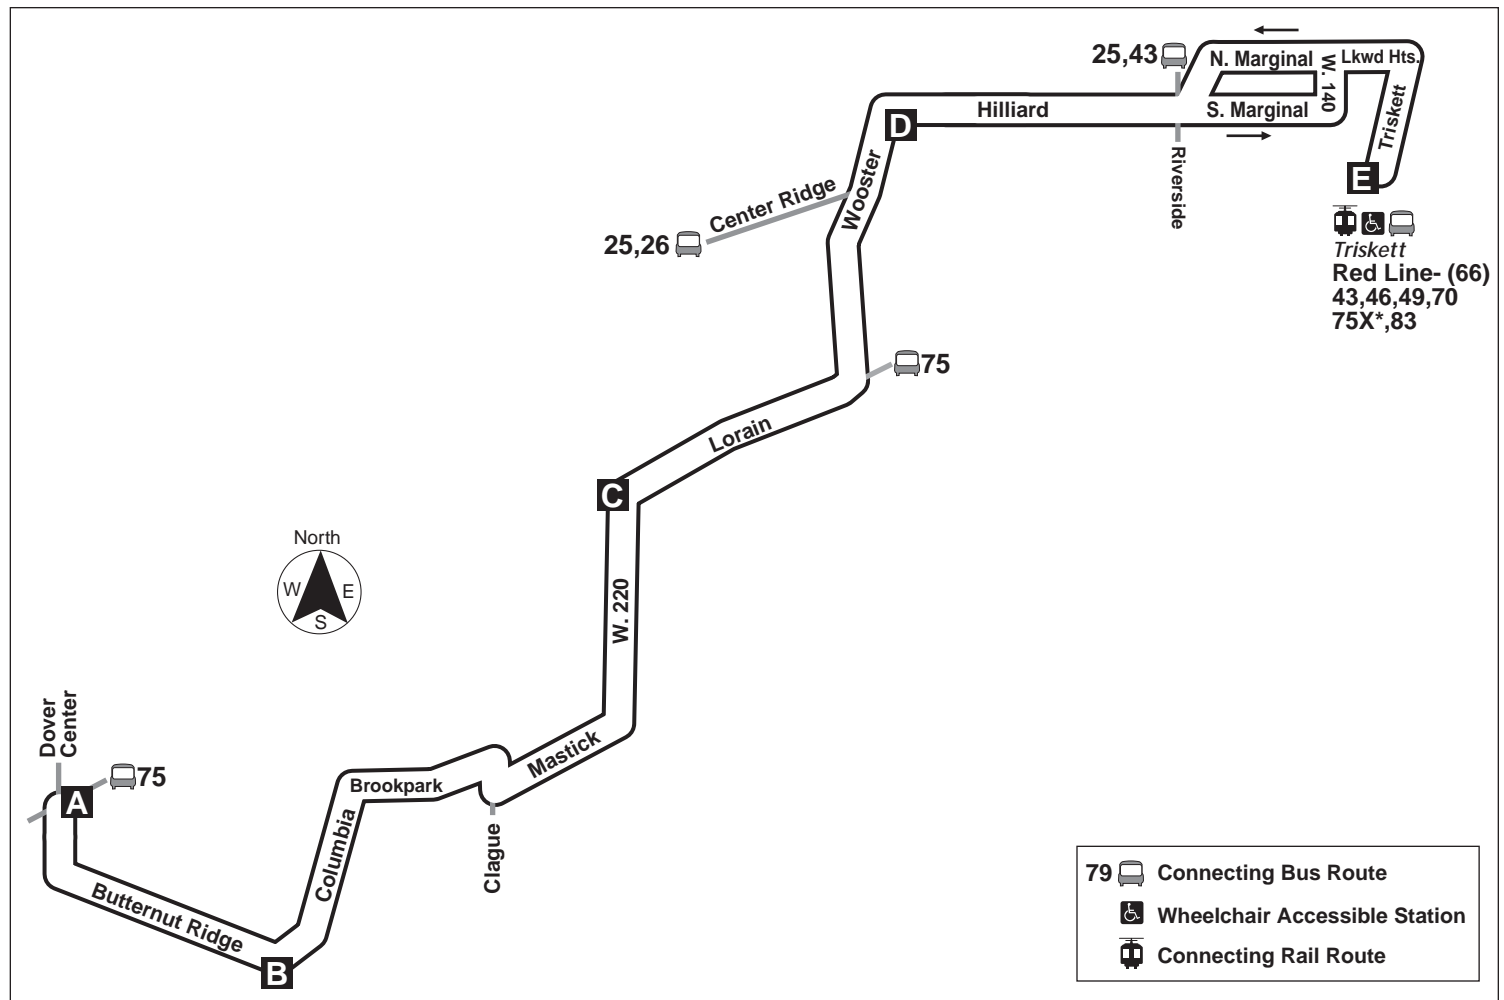 25,43
N. Marginal
W. 140
Lkwd Hts.
Hilliard
S. Marginal
Triskett
D
E
Riverside
Wooster
Center Ridge
25,26
Triskett
Red Line- (66)
43,46,49,70
75X*,83
75
Lorain
C
North
W
E
S
W. 220
Dover
Center
75
A
Mastick
Brookpark
Columbia
Clague
Butternut Ridge
B
79
Connecting Bus Route
Wheelchair Accessible Station
Connecting Rail Route